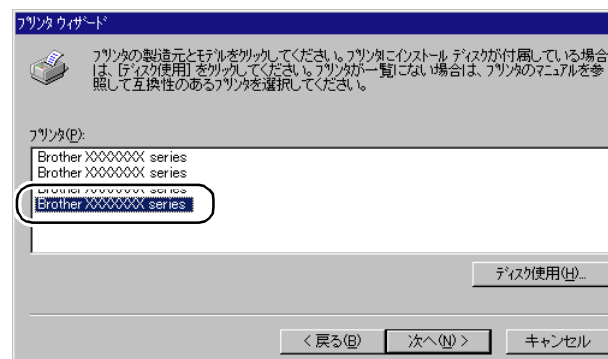 プリンタ ウィザード
プリンタの製造元とモデルをクリックしてください。プリンタにインストール ディスクが付属している場合
は、[ディスク使用] をクリックしてください。プリンタが一覧にない場合は、プリンタのマニュアルを参
照して互換性のあるプリンタを選択してください。
プリンタ(P):
Brother XXXXXXX series
Brother XXXXXXX series
Brother XXXXXXX series
Brother XXXXXXX series
ディスク使用(H)...
< 戻る(B)
次へ(N) >
キャンセル